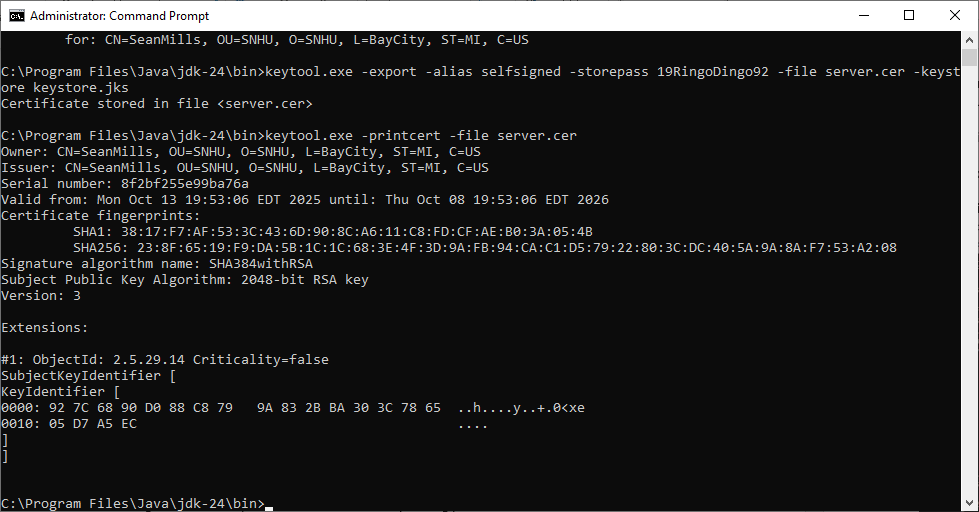 Administrator: Command Prompt
for: CN=SeanMills, OU=SNHU, O=SNHU, L=BayCity, ST=MI, C=US
C:\Program Files\Java\jdk-24\bin>keytool.exe -export -alias selfsigned -storepass 19RingoDingo92 -file server.cer -keyst
ore keystore.jks
Certificate stored in file <server.cer>
C:\Program Files\Java\jdk-24\bin>keytool.exe -printcert -file server.cer
Owner: CN=SeanMills, OU=SNHU, O=SNHU, L=BayCity, ST=MI, C=US
Issuer: CN=SeanMills, OU=SNHU, O=SNHU, L=BayCity, ST=MI, C=US
Serial number: 8f2bf255e99ba76a
Valid from: Mon Oct 13 19:53:06 EDT 2025 until: Thu Oct 08 19:53:06 EDT 2026
Certificate fingerprints:
SHA1: 38:17:F7:AF:53:3C:43:6D:90:8C:A6:11:C8:FD:CF:AE:B0:3A:05:4B
SHA256: 23:8F:65:19:F9:DA:5B:1C:1C:68:3E:4F:3D:9A:FB:94:CA:C1:D5:79:22:80:3C:DC:40:5A:9A:8A:F7:53:A2:08
Signature algorithm name: SHA384withRSA
Subject Public Key Algorithm: 2048-bit RSA key
Version: 3
Extensions:
#1: ObjectId: 2.5.29.14 Criticality=false
SubjectKeyIdentifier [
KeyIdentifier [
0000: 92 7C 68 90 D0 88 C8 79   9A 83 2B BA 30 3C 78 65  ..h....y..+.0<xe
0010: 05 D7 A5 EC                                        ....
]
]
C:\Program Files\Java\jdk-24\bin>